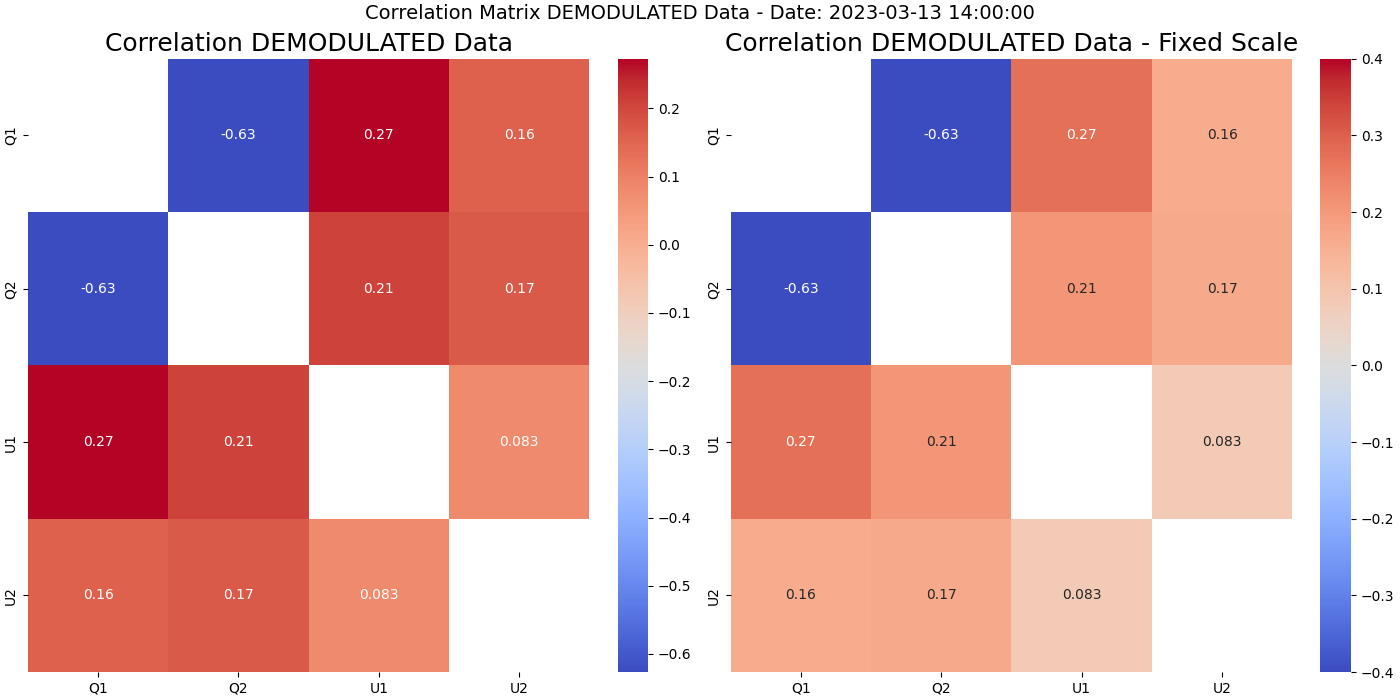 Correlation Matrix DEMODULATED Data - Date: 2023-03-13 14:00:00
Correlation DEMODULATED Data
Q1
-0.63
0.27
0.16
Q2
-0.63
0.21
0.17
U1
0.27
0.21
0.083
U2
0.16
0.17
0.083
Q1
Q2
U1
U2
0.2
0.1
0.0
−0.1
−0.2
−0.3
−0.4
−0.5
−0.6
Correlation DEMODULATED Data - Fixed Scale
Q1
-0.63
0.27
0.16
Q2
-0.63
0.21
0.17
U1
0.27
0.21
0.083
U2
0.16
0.17
0.083
Q1
Q2
U1
U2
0.4
0.3
0.2
0.1
0.0
−0.1
−0.2
−0.3
−0.4